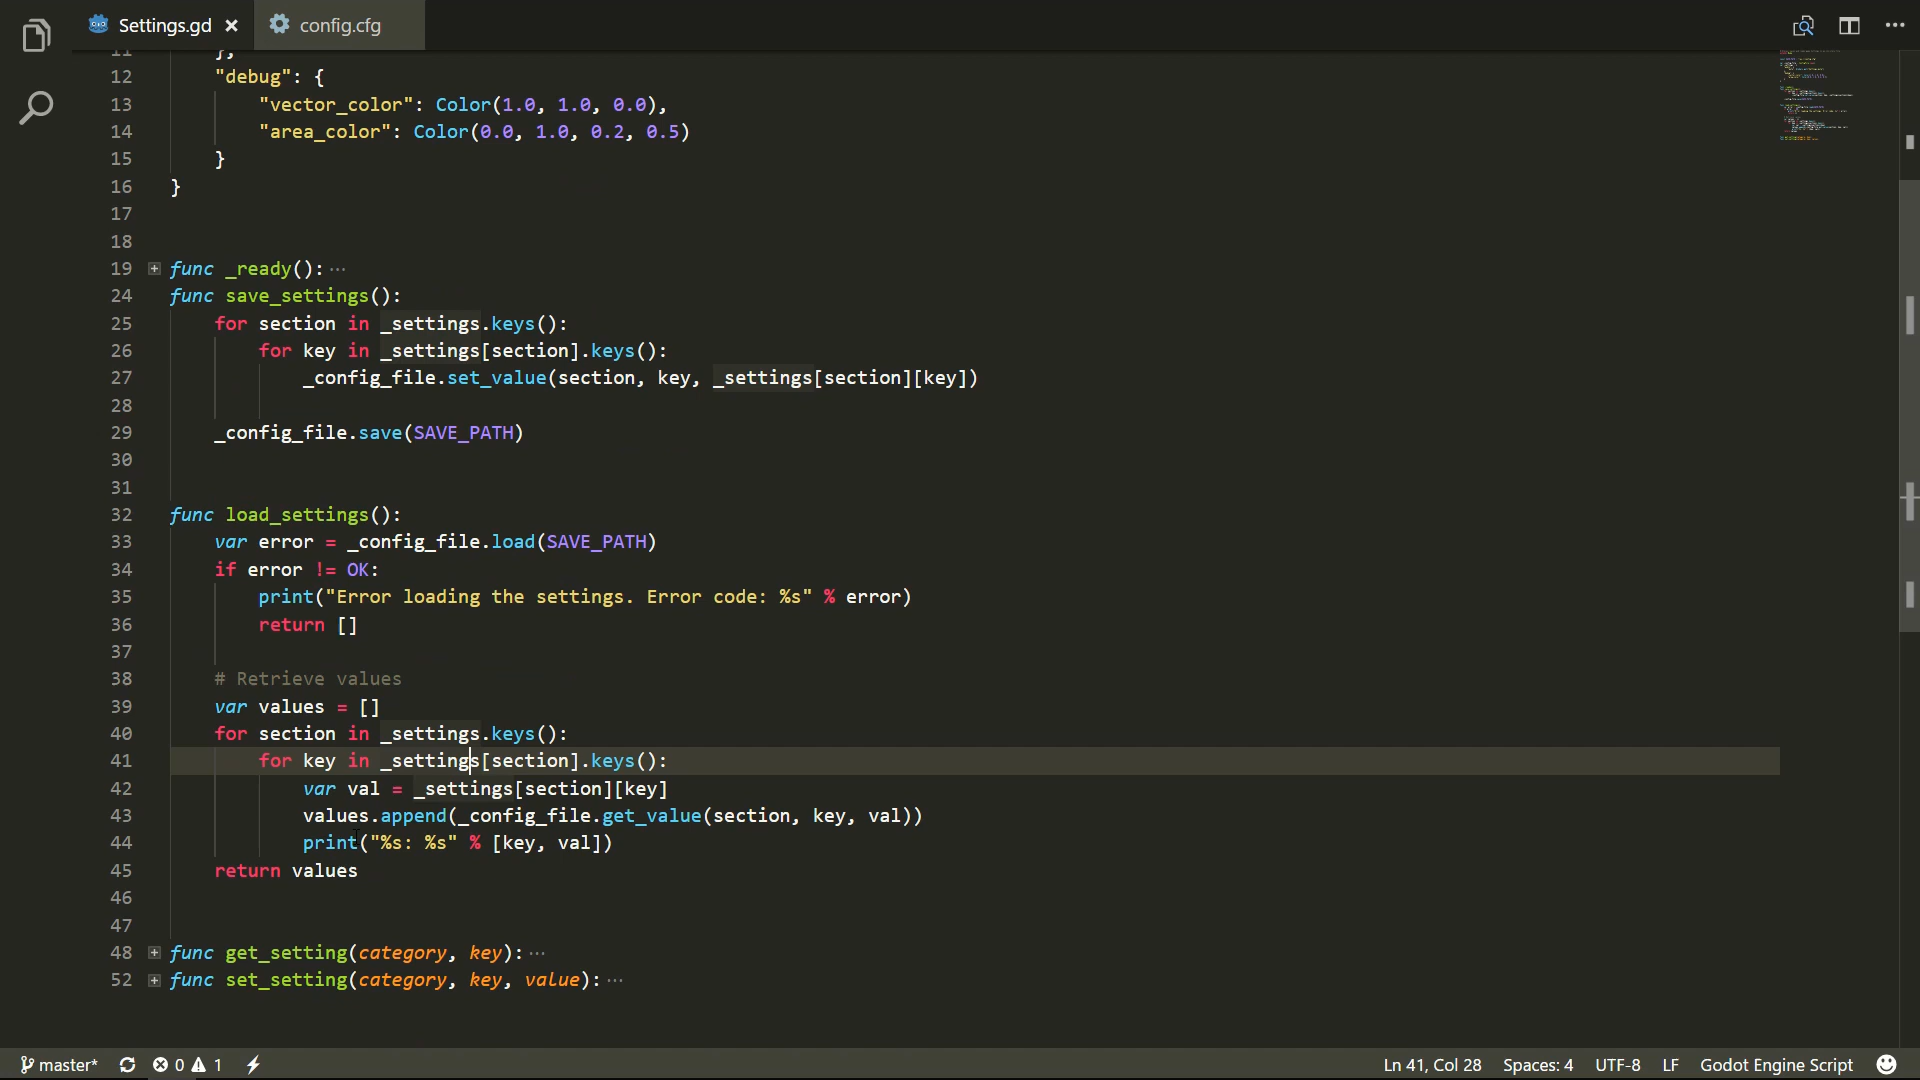 Settings.gd
config.cfg
11 },
12 "debug": {
13 "vector_color": Color(1.0, 1.0, 0.0),
14 "area_color": Color(0.0, 1.0, 0.2, 0.5)
15 }
16 }
17
18
19 func _ready(): ···
24 func save_settings():
25 for section in _settings.keys():
26 for key in _settings[section].keys():
27 _config_file.set_value(section, key, _settings[section][key])
28
29 _config_file.save(SAVE_PATH)
30
31
32 func load_settings():
33 var error = _config_file.load(SAVE_PATH)
34 if error != OK:
35 print("Error loading the settings. Error code: %s" % error)
36 return []
37
38 # Retrieve values
39 var values = []
40 for section in _settings.keys():
41 for key in _settings[section].keys():
42 var val = _settings[section][key]
43 values.append(_config_file.get_value(section, key, val))
44 print("%s: %s" % [key, val])
45 return values
46
47
48 func get_setting(category, key): ···
52 func set_setting(category, key, value): ···
master* 0 1 Ln 41, Col 28 Spaces: 4 UTF-8 LF Godot Engine Script